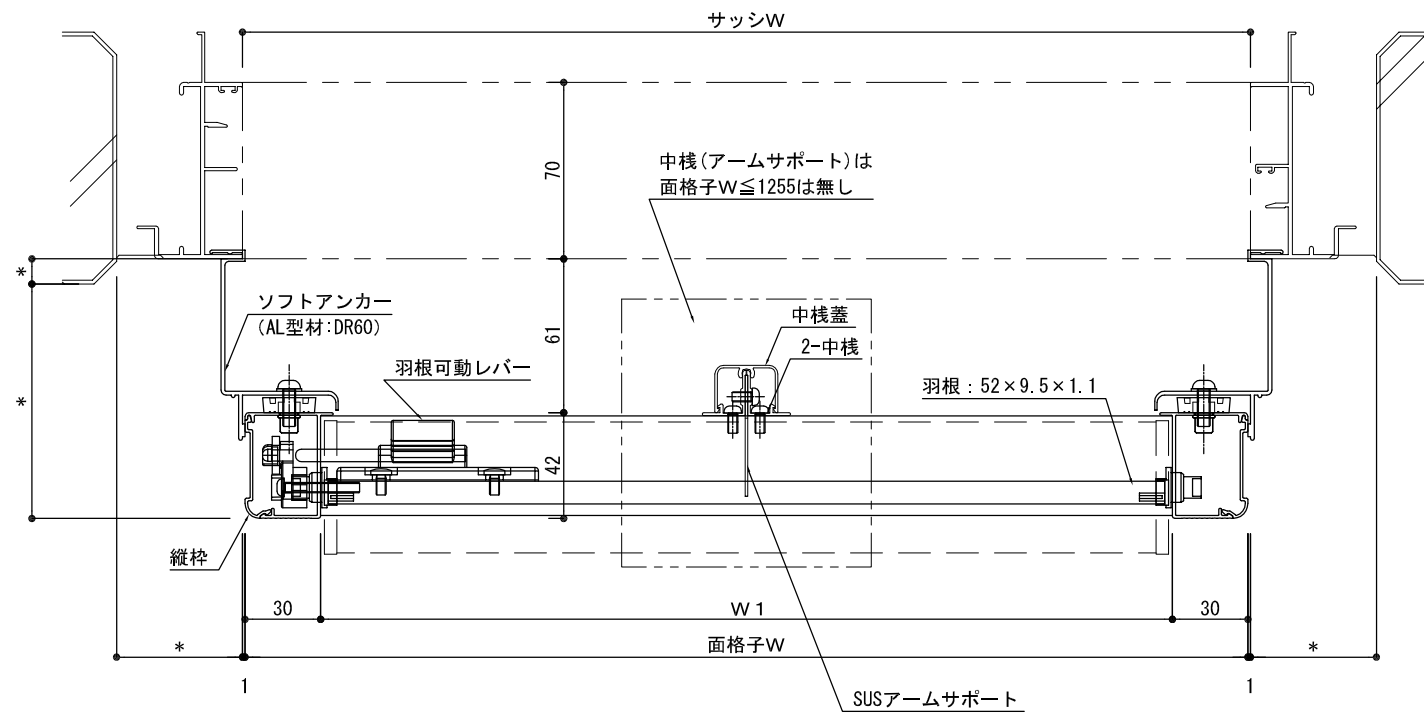 サッシW
70
中桟(アームサポート)は
面格子W≦1255は無し
*
ソフトアンカー
(AL型材:DR60)
61
中桟蓋
2-中桟
羽根可動レバー
羽根：52×9.5×1.1
*
42
縦枠
30
W1
30
*
面格子W
*
1
1
SUSアームサポート